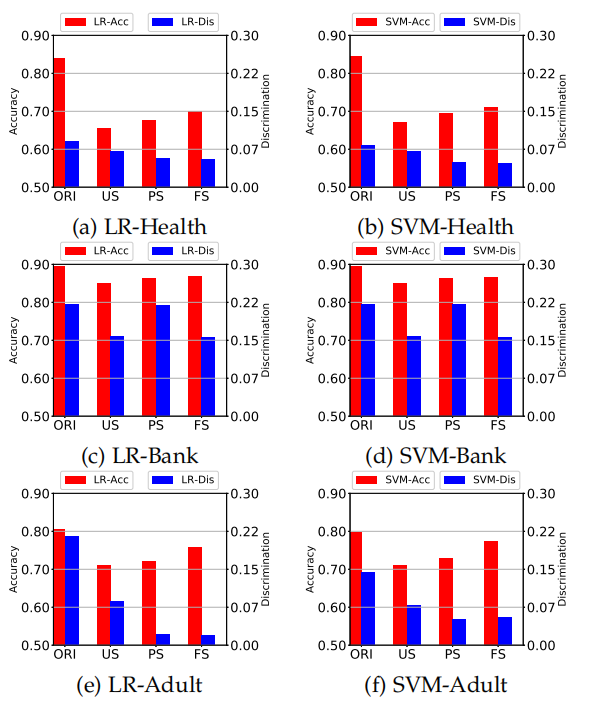 LR-Acc LR-Dis SVM-Acc SVM-Dis
0.90 0.30 0.90 0.30
0.80 0.22 0.80 0.22
0.70 0.15 0.70 0.15
0.60 0.07 0.60 0.07
0.50 0.00 0.50 0.00
Accuracy Discrimination Accuracy Discrimination
ORI US PS FS ORI US PS FS
(a) LR-Health (b) SVM-Health
LR-Acc LR-Dis SVM-Acc SVM-Dis
0.90 0.30 0.90 0.30
0.80 0.22 0.80 0.22
0.70 0.15 0.70 0.15
0.60 0.07 0.60 0.07
0.50 0.00 0.50 0.00
Accuracy Discrimination Accuracy Discrimination
ORI US PS FS ORI US PS FS
(c) LR-Bank (d) SVM-Bank
LR-Acc LR-Dis SVM-Acc SVM-Dis
0.90 0.30 0.90 0.30
0.80 0.22 0.80 0.22
0.70 0.15 0.70 0.15
0.60 0.07 0.60 0.07
0.50 0.00 0.50 0.00
Accuracy Discrimination Accuracy Discrimination
ORI US PS FS ORI US PS FS
(e) LR-Adult (f) SVM-Adult